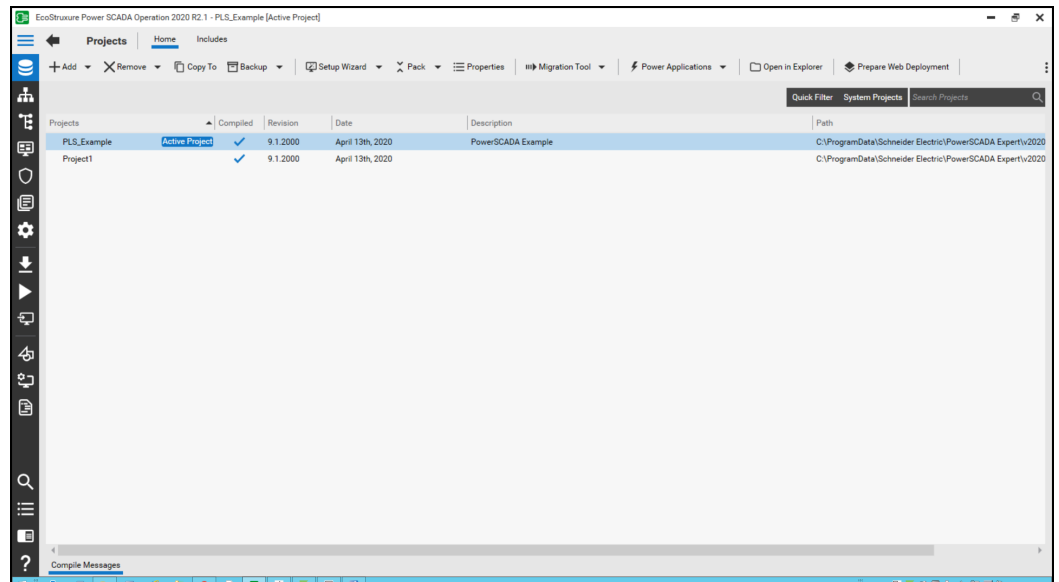 EcoStruxure Power SCADA Operation 2020 R2.1 - PLS_Example [Active Project]
Projects Home Includes
Add Remove Copy To Backup Setup Wizard Pack Properties Migration Tool Power Applications Open in Explorer Prepare Web Deployment
Quick Filter System Projects Search Projects
Projects Compiled Revision Date Description Path
PLS_Example Active Project 9.1.2000 April 13th, 2020 PowerSCADA Example C:\ProgramData\Schneider Electric\PowerSCADA Expert\v2020
Project1 9.1.2000 April 13th, 2020 C:\ProgramData\Schneider Electric\PowerSCADA Expert\v2020
Compile Messages